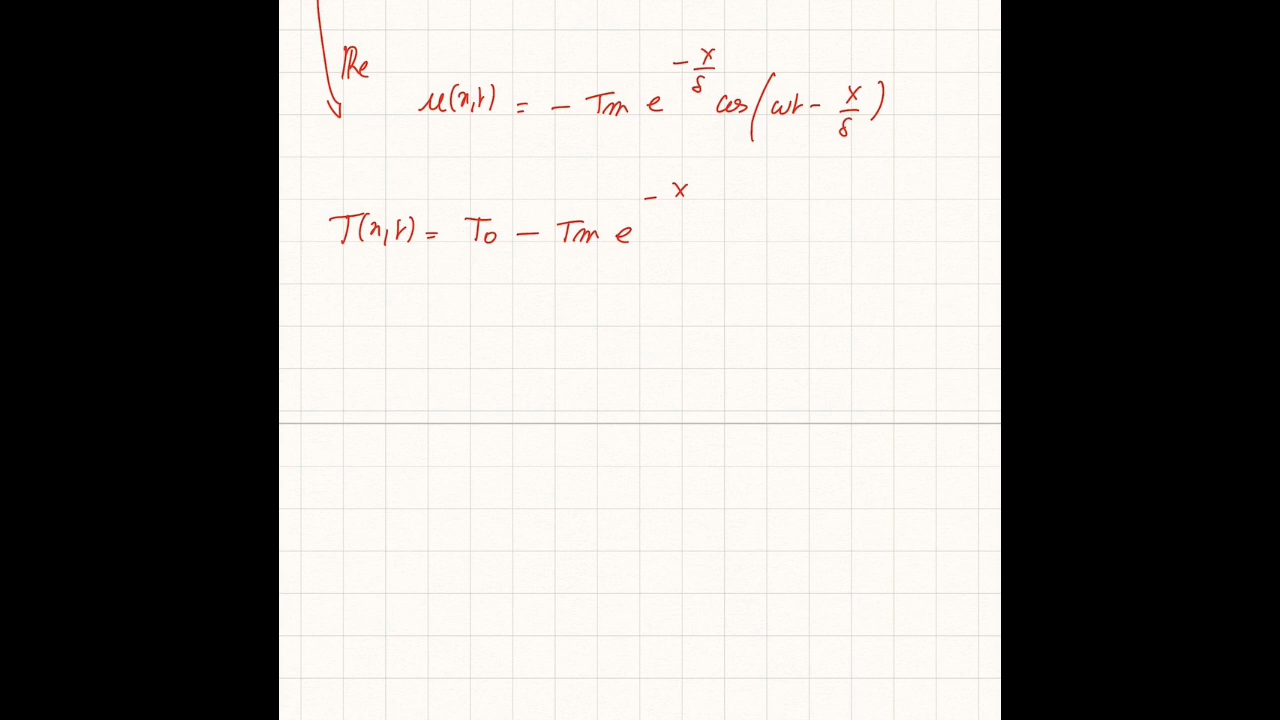 Re
u(x,t) = - Tm e^{-x/δ} cos(ωt - x/δ)
T(x,t) = T0 - Tm e^{- x}